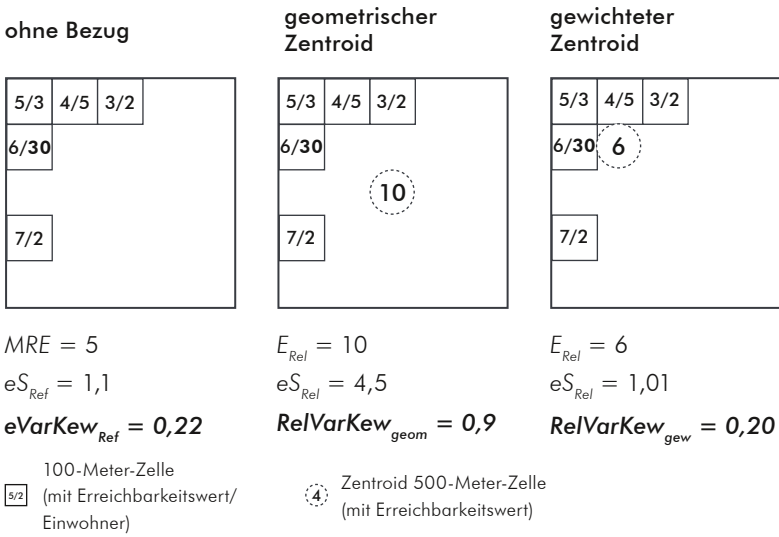 ohne Bezug
geometrischer
Zentroid
gewichteter
Zentroid
5/3 4/5 3/2
6/30
7/2
5/3 4/5 3/2
6/30
10
7/2
5/3 4/5 3/2
6/30 6
7/2
MRE = 5
eS_Ref = 1,1
eVarKew_Ref = 0,22
E_Rel = 10
eS_Rel = 4,5
RelVarKew_geom = 0,9
E_Rel = 6
eS_Rel = 1,01
RelVarKew_gew = 0,20
5/2
100-Meter-Zelle
(mit Erreichbarkeitswert/
Einwohner)
4
Zentroid 500-Meter-Zelle
(mit Erreichbarkeitswert)